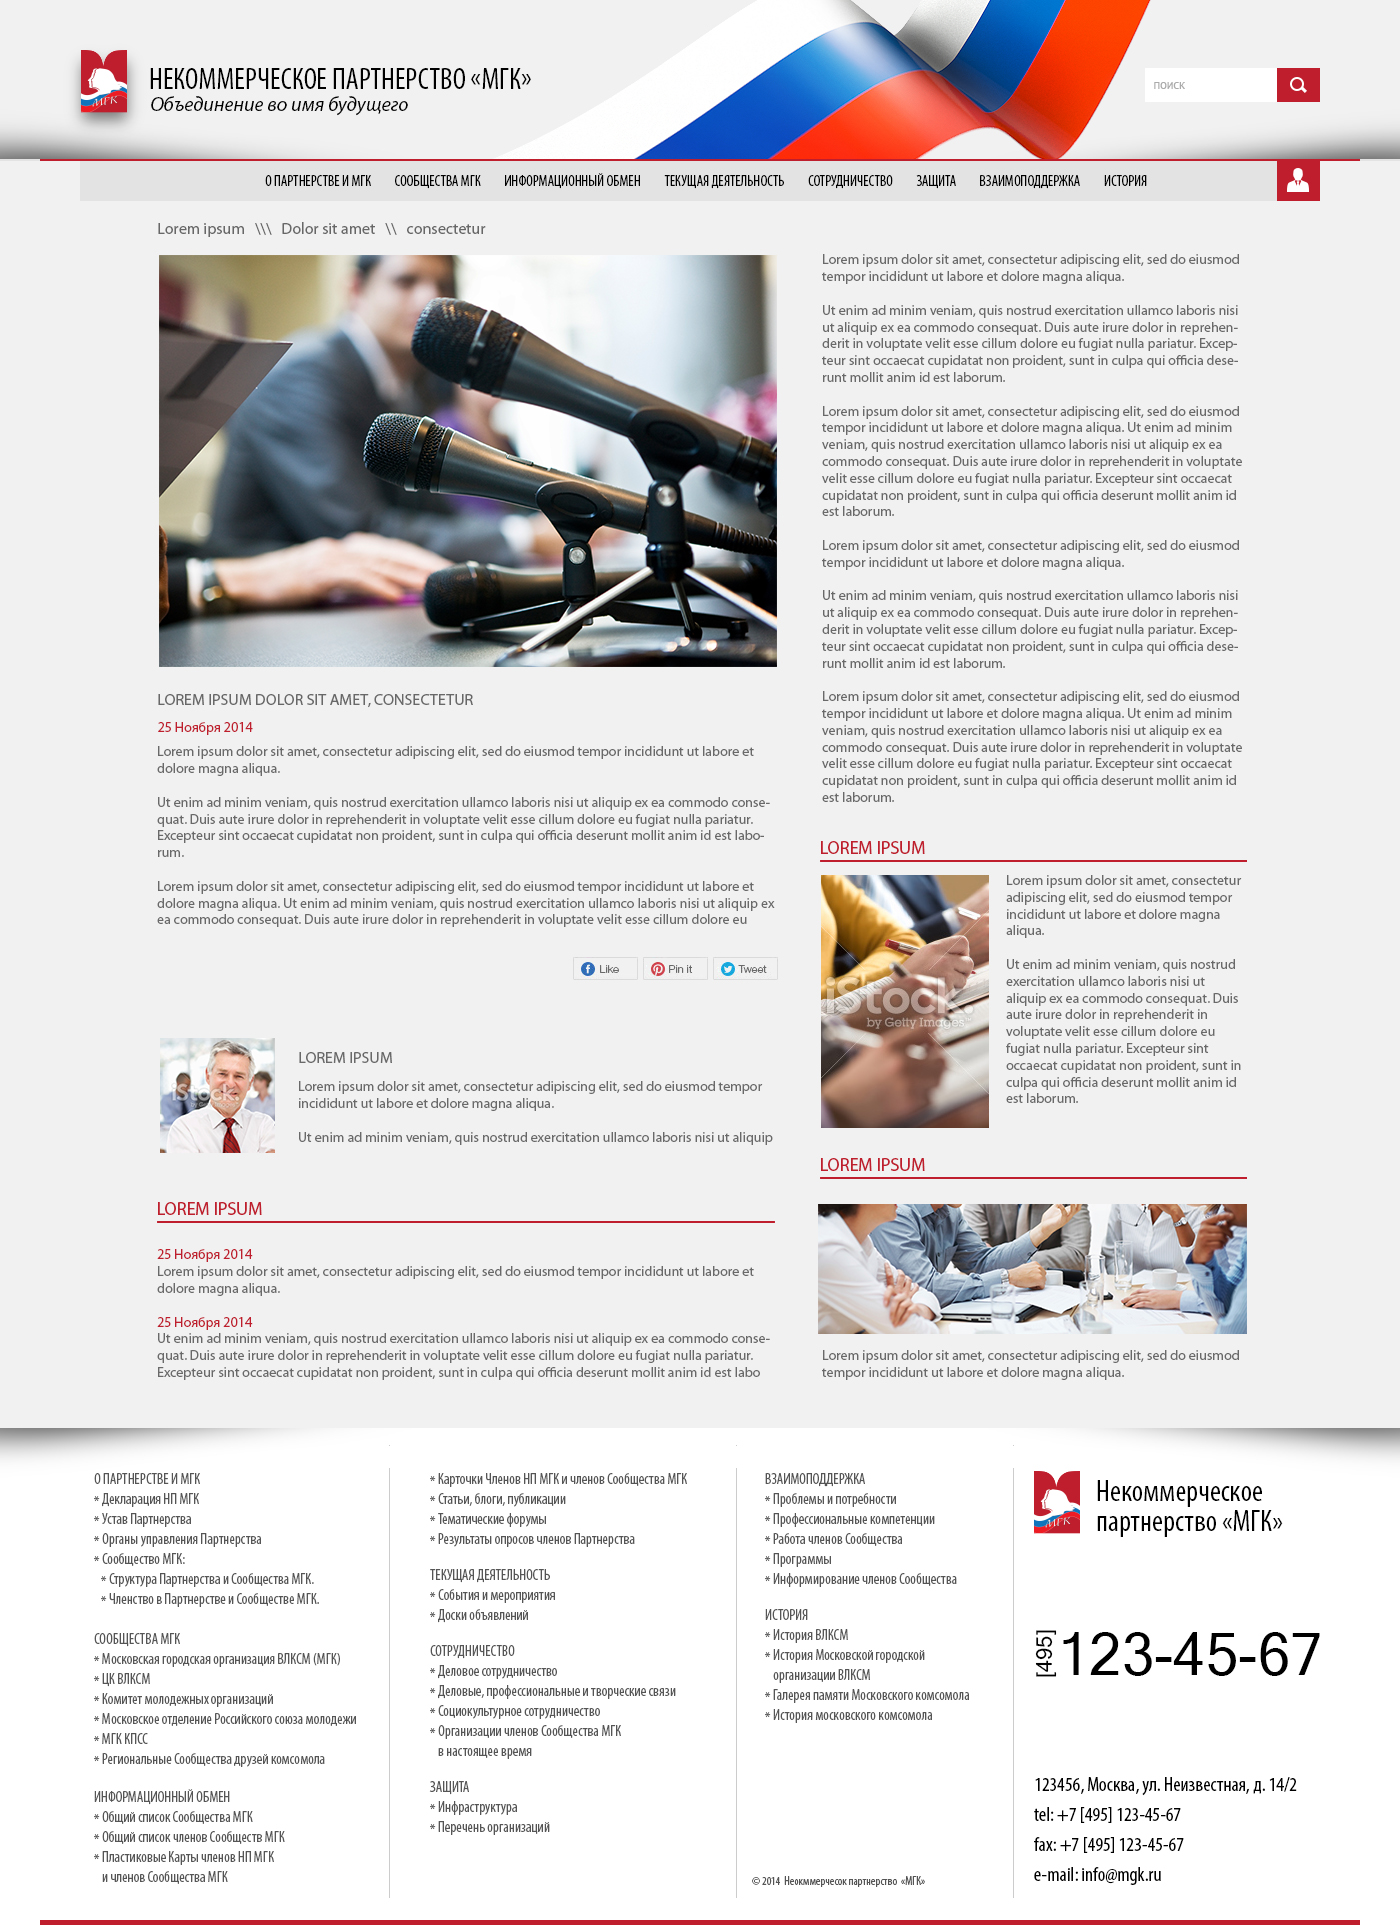 НЕКОММЕРЧЕСКОЕ ПАРТНЕРСТВО «МГК»
Объединение во имя будущего
МГК
поиск
О ПАРТНЕРСТВЕ И МГК СООБЩЕСТВА МГК ИНФОРМАЦИОННЫЙ ОБМЕН ТЕКУЩАЯ ДЕЯТЕЛЬНОСТЬ СОТРУДНИЧЕСТВО ЗАЩИТА ВЗАИМОПОДДЕРЖКА ИСТОРИЯ
Lorem ipsum \\\ Dolor sit amet \\ consectetur
LOREM IPSUM DOLOR SIT AMET, CONSECTETUR
25 Ноября 2014
Lorem ipsum dolor sit amet, consectetur adipiscing elit, sed do eiusmod tempor incididunt ut labore et
dolore magna aliqua.
Ut enim ad minim veniam, quis nostrud exercitation ullamco laboris nisi ut aliquip ex ea commodo conse-
quat. Duis aute irure dolor in reprehenderit in voluptate velit esse cillum dolore eu fugiat nulla pariatur.
Excepteur sint occaecat cupidatat non proident, sunt in culpa qui officia deserunt mollit anim id est labo-
rum.
Lorem ipsum dolor sit amet, consectetur adipiscing elit, sed do eiusmod tempor incididunt ut labore et
dolore magna aliqua. Ut enim ad minim veniam, quis nostrud exercitation ullamco laboris nisi ut aliquip ex
ea commodo consequat. Duis aute irure dolor in reprehenderit in voluptate velit esse cillum dolore eu
Like Pin it Tweet
iStock.
LOREM IPSUM
Lorem ipsum dolor sit amet, consectetur adipiscing elit, sed do eiusmod tempor
incididunt ut labore et dolore magna aliqua.
Ut enim ad minim veniam, quis nostrud exercitation ullamco laboris nisi ut aliquip
LOREM IPSUM
25 Ноября 2014
Lorem ipsum dolor sit amet, consectetur adipiscing elit, sed do eiusmod tempor incididunt ut labore et
dolore magna aliqua.
25 Ноября 2014
Ut enim ad minim veniam, quis nostrud exercitation ullamco laboris nisi ut aliquip ex ea commodo conse-
quat. Duis aute irure dolor in reprehenderit in voluptate velit esse cillum dolore eu fugiat nulla pariatur.
Excepteur sint occaecat cupidatat non proident, sunt in culpa qui officia deserunt mollit anim id est labo
Lorem ipsum dolor sit amet, consectetur adipiscing elit, sed do eiusmod
tempor incididunt ut labore et dolore magna aliqua.
Ut enim ad minim veniam, quis nostrud exercitation ullamco laboris nisi
ut aliquip ex ea commodo consequat. Duis aute irure dolor in reprehen-
derit in voluptate velit esse cillum dolore eu fugiat nulla pariatur. Excep-
teur sint occaecat cupidatat non proident, sunt in culpa qui officia dese-
runt mollit anim id est laborum.
Lorem ipsum dolor sit amet, consectetur adipiscing elit, sed do eiusmod
tempor incididunt ut labore et dolore magna aliqua. Ut enim ad minim
veniam, quis nostrud exercitation ullamco laboris nisi ut aliquip ex ea
commodo consequat. Duis aute irure dolor in reprehenderit in voluptate
velit esse cillum dolore eu fugiat nulla pariatur. Excepteur sint occaecat
cupidatat non proident, sunt in culpa qui officia deserunt mollit anim id
est laborum.
Lorem ipsum dolor sit amet, consectetur adipiscing elit, sed do eiusmod
tempor incididunt ut labore et dolore magna aliqua.
Ut enim ad minim veniam, quis nostrud exercitation ullamco laboris nisi
ut aliquip ex ea commodo consequat. Duis aute irure dolor in reprehen-
derit in voluptate velit esse cillum dolore eu fugiat nulla pariatur. Excep-
teur sint occaecat cupidatat non proident, sunt in culpa qui officia dese-
runt mollit anim id est laborum.
Lorem ipsum dolor sit amet, consectetur adipiscing elit, sed do eiusmod
tempor incididunt ut labore et dolore magna aliqua. Ut enim ad minim
veniam, quis nostrud exercitation ullamco laboris nisi ut aliquip ex ea
commodo consequat. Duis aute irure dolor in reprehenderit in voluptate
velit esse cillum dolore eu fugiat nulla pariatur. Excepteur sint occaecat
cupidatat non proident, sunt in culpa qui officia deserunt mollit anim id
est laborum.
LOREM IPSUM
iStock.
by Getty Images™
Lorem ipsum dolor sit amet, consectetur
adipiscing elit, sed do eiusmod tempor
incididunt ut labore et dolore magna
aliqua.
Ut enim ad minim veniam, quis nostrud
exercitation ullamco laboris nisi ut
aliquip ex ea commodo consequat. Duis
aute irure dolor in reprehenderit in
voluptate velit esse cillum dolore eu
fugiat nulla pariatur. Excepteur sint
occaecat cupidatat non proident, sunt in
culpa qui officia deserunt mollit anim id
est laborum.
LOREM IPSUM
Lorem ipsum dolor sit amet, consectetur adipiscing elit, sed do eiusmod
tempor incididunt ut labore et dolore magna aliqua.
О ПАРТНЕРСТВЕ И МГК
* Декларация НП МГК
* Устав Партнерства
* Органы управления Партнерства
* Сообщество МГК:
* Структура Партнерства и Сообщества МГК.
* Членство в Партнерстве и Сообществе МГК.
СООБЩЕСТВА МГК
* Московская городская организация ВЛКСМ (МГК)
* ЦК ВЛКСМ
* Комитет молодежных организаций
* Московское отделение Российского союза молодежи
* МГК КПСС
* Региональные Сообщества друзей комсомола
ИНФОРМАЦИОННЫЙ ОБМЕН
* Общий список Сообщества МГК
* Общий список членов Сообществ МГК
* Пластиковые Карты членов НП МГК
и членов Сообщества МГК
* Карточки Членов НП МГК и членов Сообщества МГК
* Статьи, блоги, публикации
* Тематические форумы
* Результаты опросов членов Партнерства
ТЕКУЩАЯ ДЕЯТЕЛЬНОСТЬ
* События и мероприятия
* Доски объявлений
СОТРУДНИЧЕСТВО
* Деловое сотрудничество
* Деловые, профессиональные и творческие связи
* Социокультурное сотрудничество
* Организации членов Сообщества МГК
в настоящее время
ЗАЩИТА
* Инфраструктура
* Перечень организаций
ВЗАИМОПОДДЕРЖКА
* Проблемы и потребности
* Профессиональные компетенции
* Работа членов Сообщества
* Программы
* Информирование членов Сообщества
ИСТОРИЯ
* История ВЛКСМ
* История Московской городской
организации ВЛКСМ
* Галерея памяти Московского комсомола
* История московского комсомола
© 2014 Неокммерчесок партнерство «МГК»
МГК
Некоммерческое
партнерство «МГК»
[495] 123-45-67
123456, Москва, ул. Неизвестная, д. 14/2
tel: +7 [495] 123-45-67
fax: +7 [495] 123-45-67
e-mail: info@mgk.ru